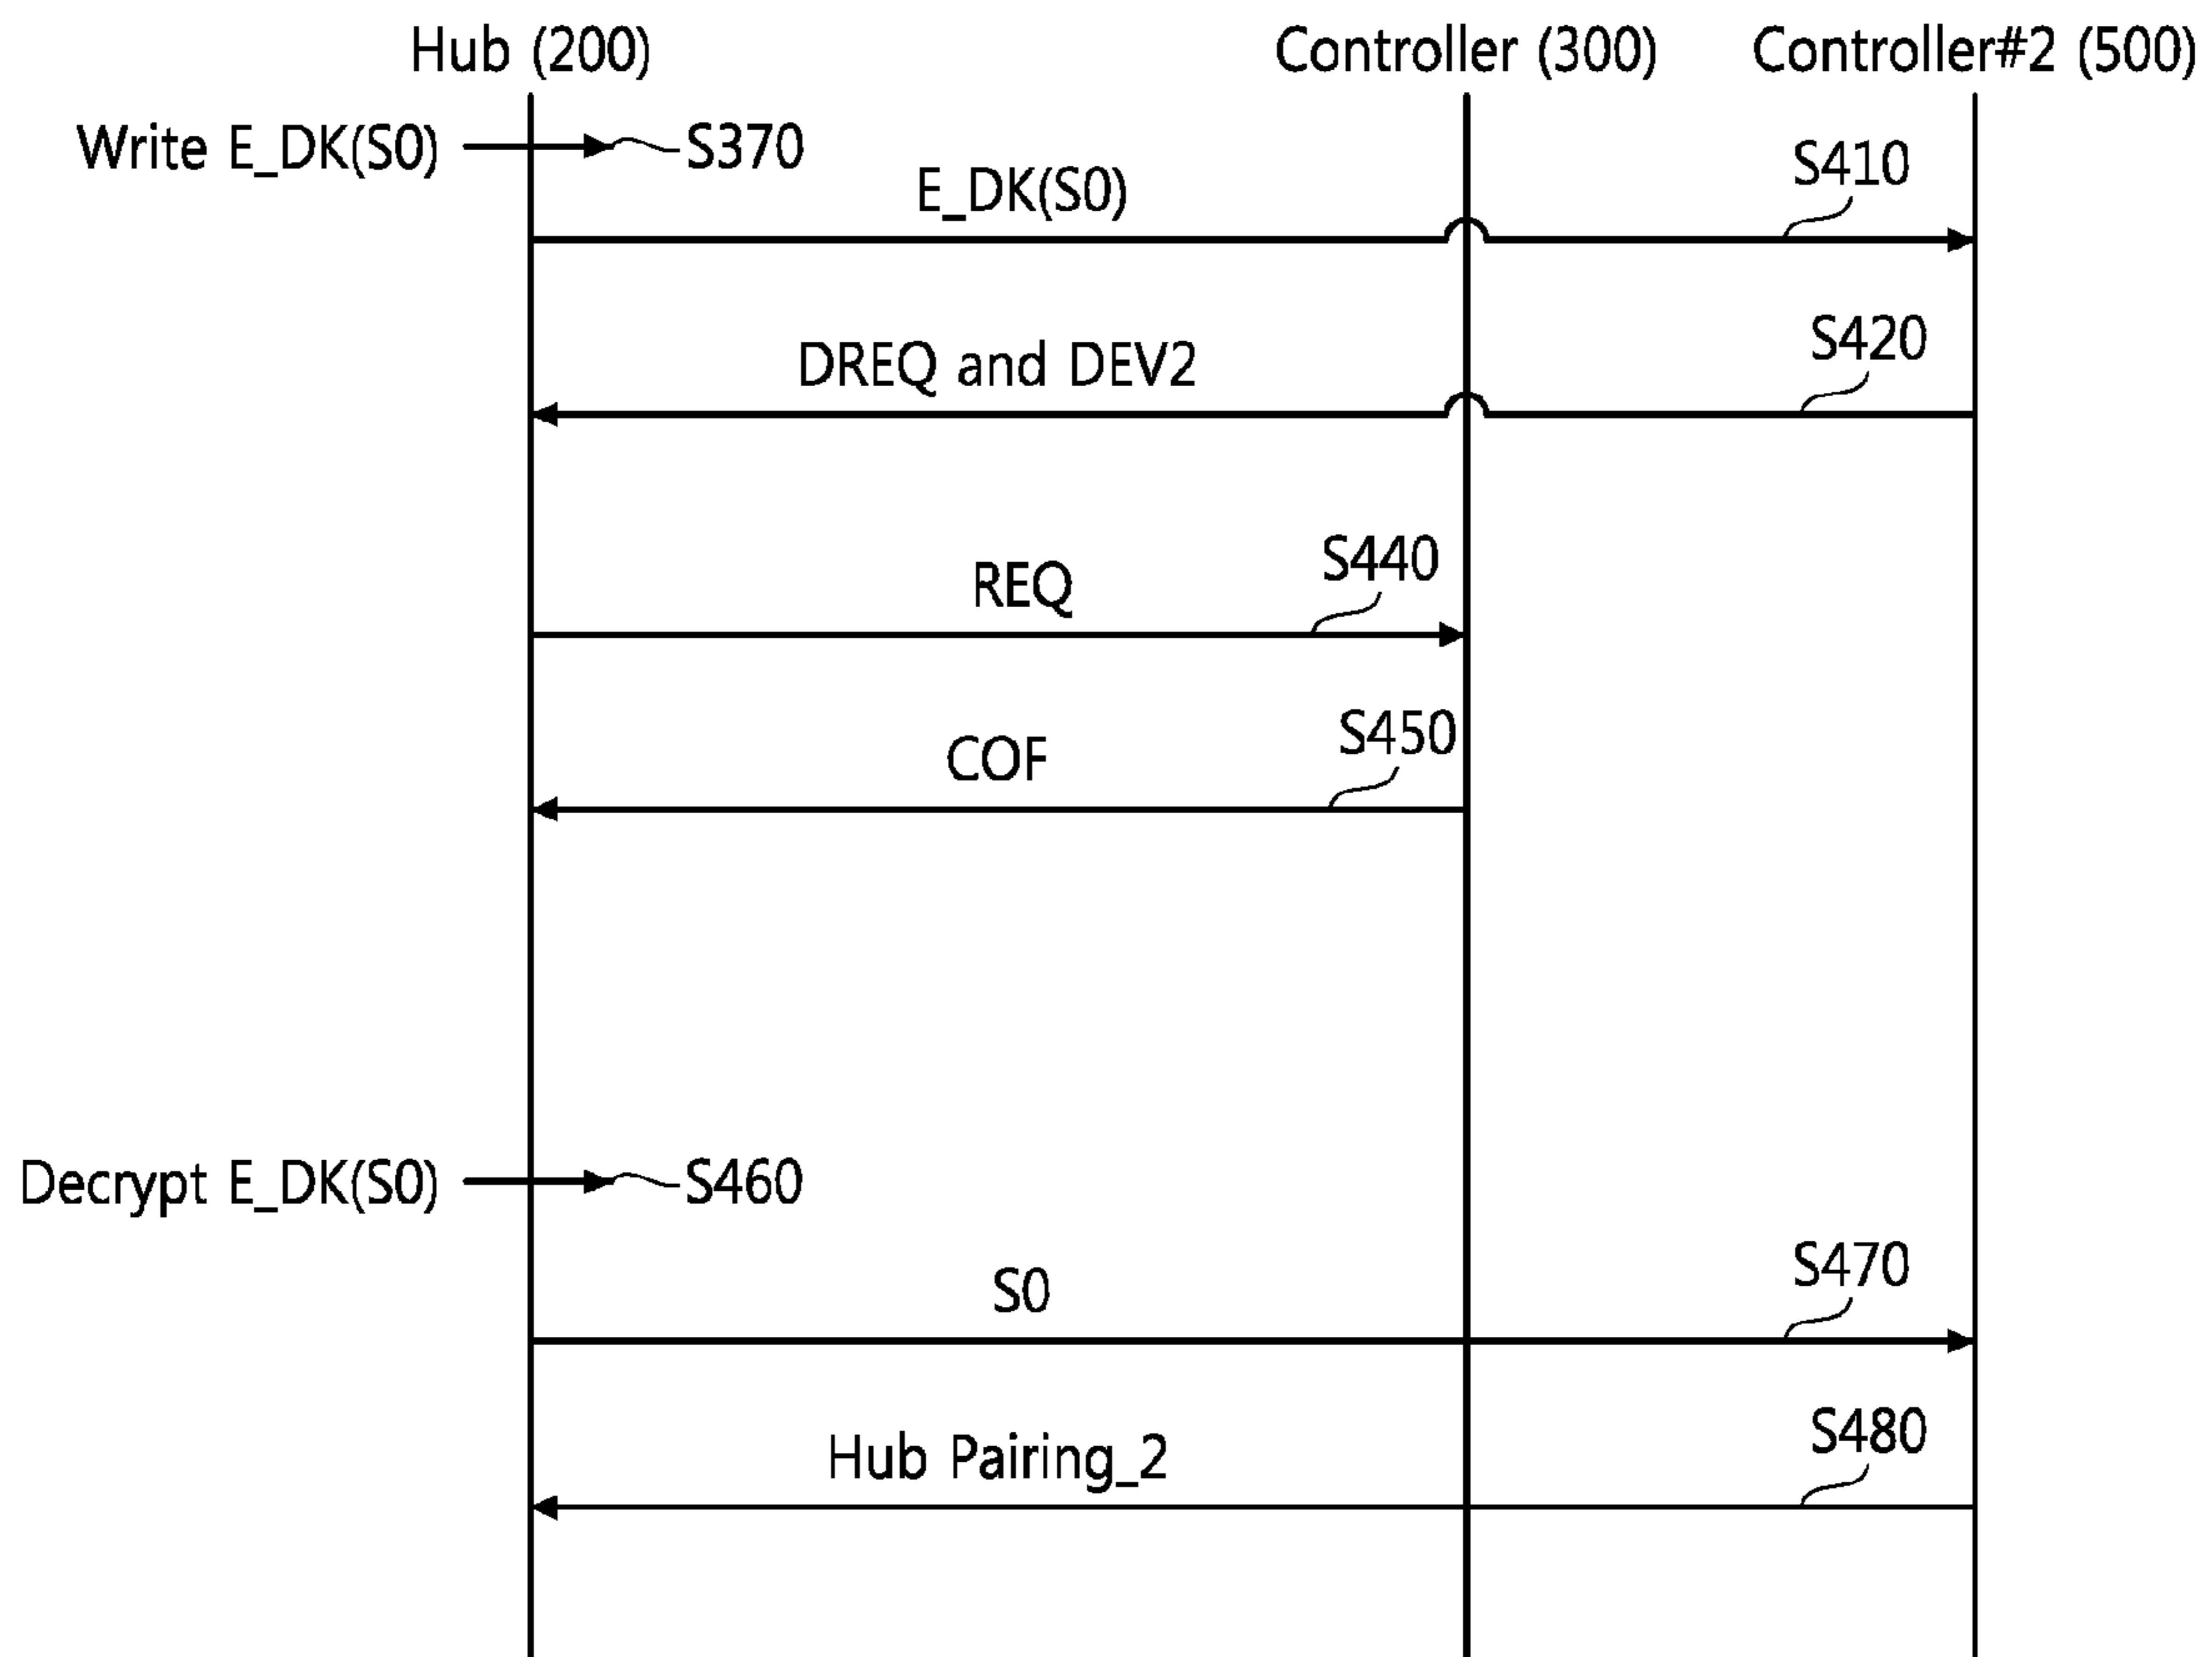 Hub (200) Controller (300) Controller#2 (500)
Write E_DK(S0) S370
S410
E_DK(S0)
S420
DREQ and DEV2
S440
REQ
S450
COF
Decrypt E_DK(S0) S460
S470
S0
S480
Hub Pairing_2